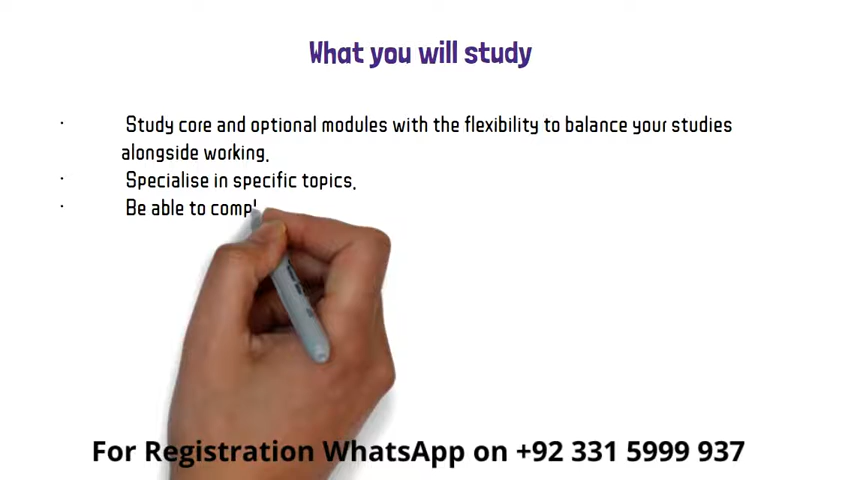 What you will study
· Study core and optional modules with the flexibility to balance your studies
alongside working.
· Specialise in specific topics.
· Be able to
For Registration WhatsApp on +92 331 5999 937